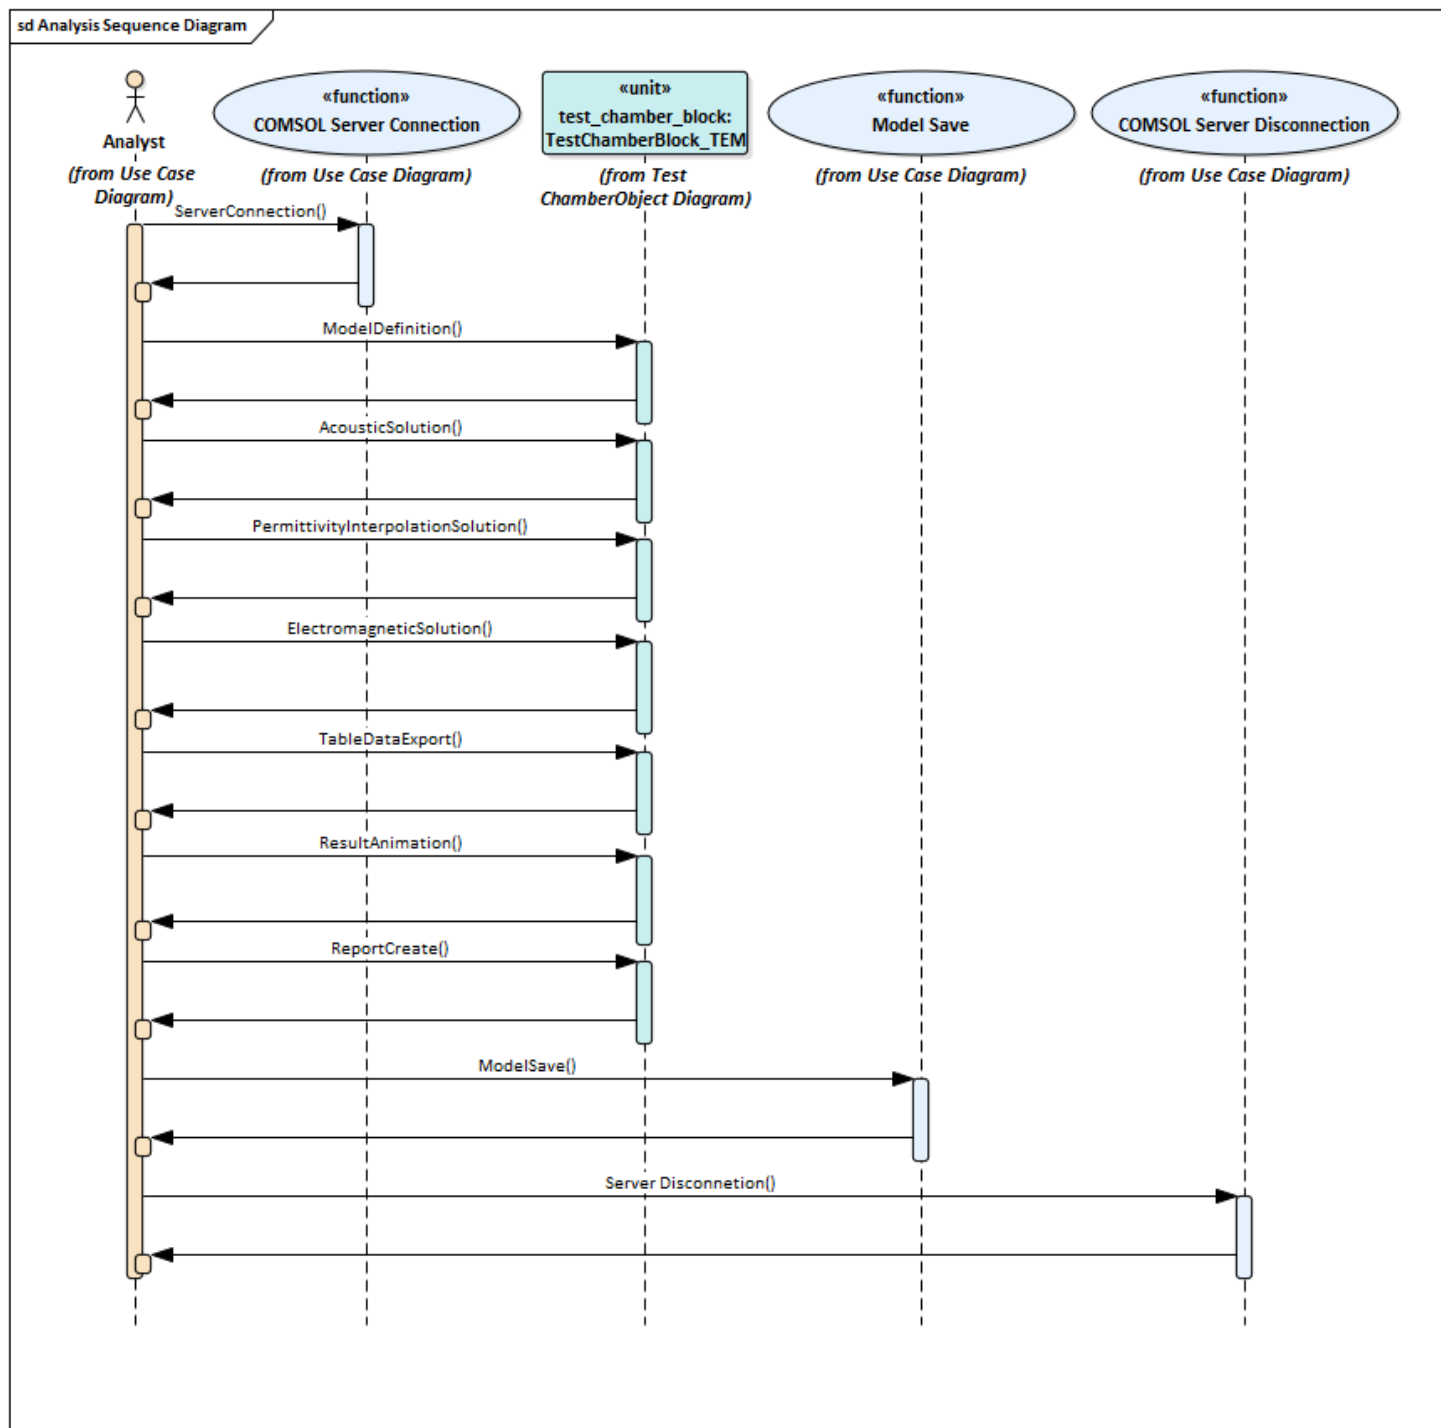 sd Analysis Sequence Diagram
Analyst
(from Use Case
Diagram)
«function»
COMSOL Server Connection
(from Use Case Diagram)
«unit»
test_chamber_block:
TestChamberBlock_TEM
(from Test
ChamberObject Diagram)
«function»
Model Save
(from Use Case Diagram)
«function»
COMSOL Server Disconnection
(from Use Case Diagram)
ServerConnection()
ModelDefinition()
AcousticSolution()
PermittivityInterpolationSolution()
ElectromagneticSolution()
TableDataExport()
ResultAnimation()
ReportCreate()
ModelSave()
Server Disconnetion()